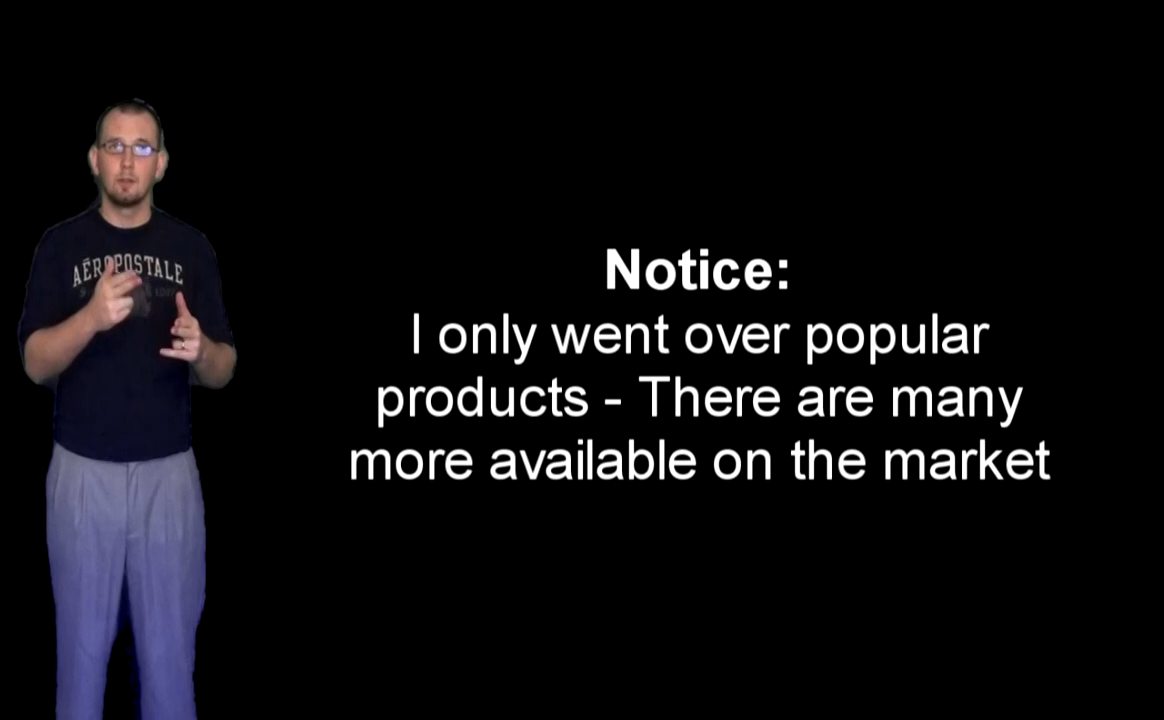 AÉROPOSTALE
Notice:
I only went over popular
products - There are many
more available on the market